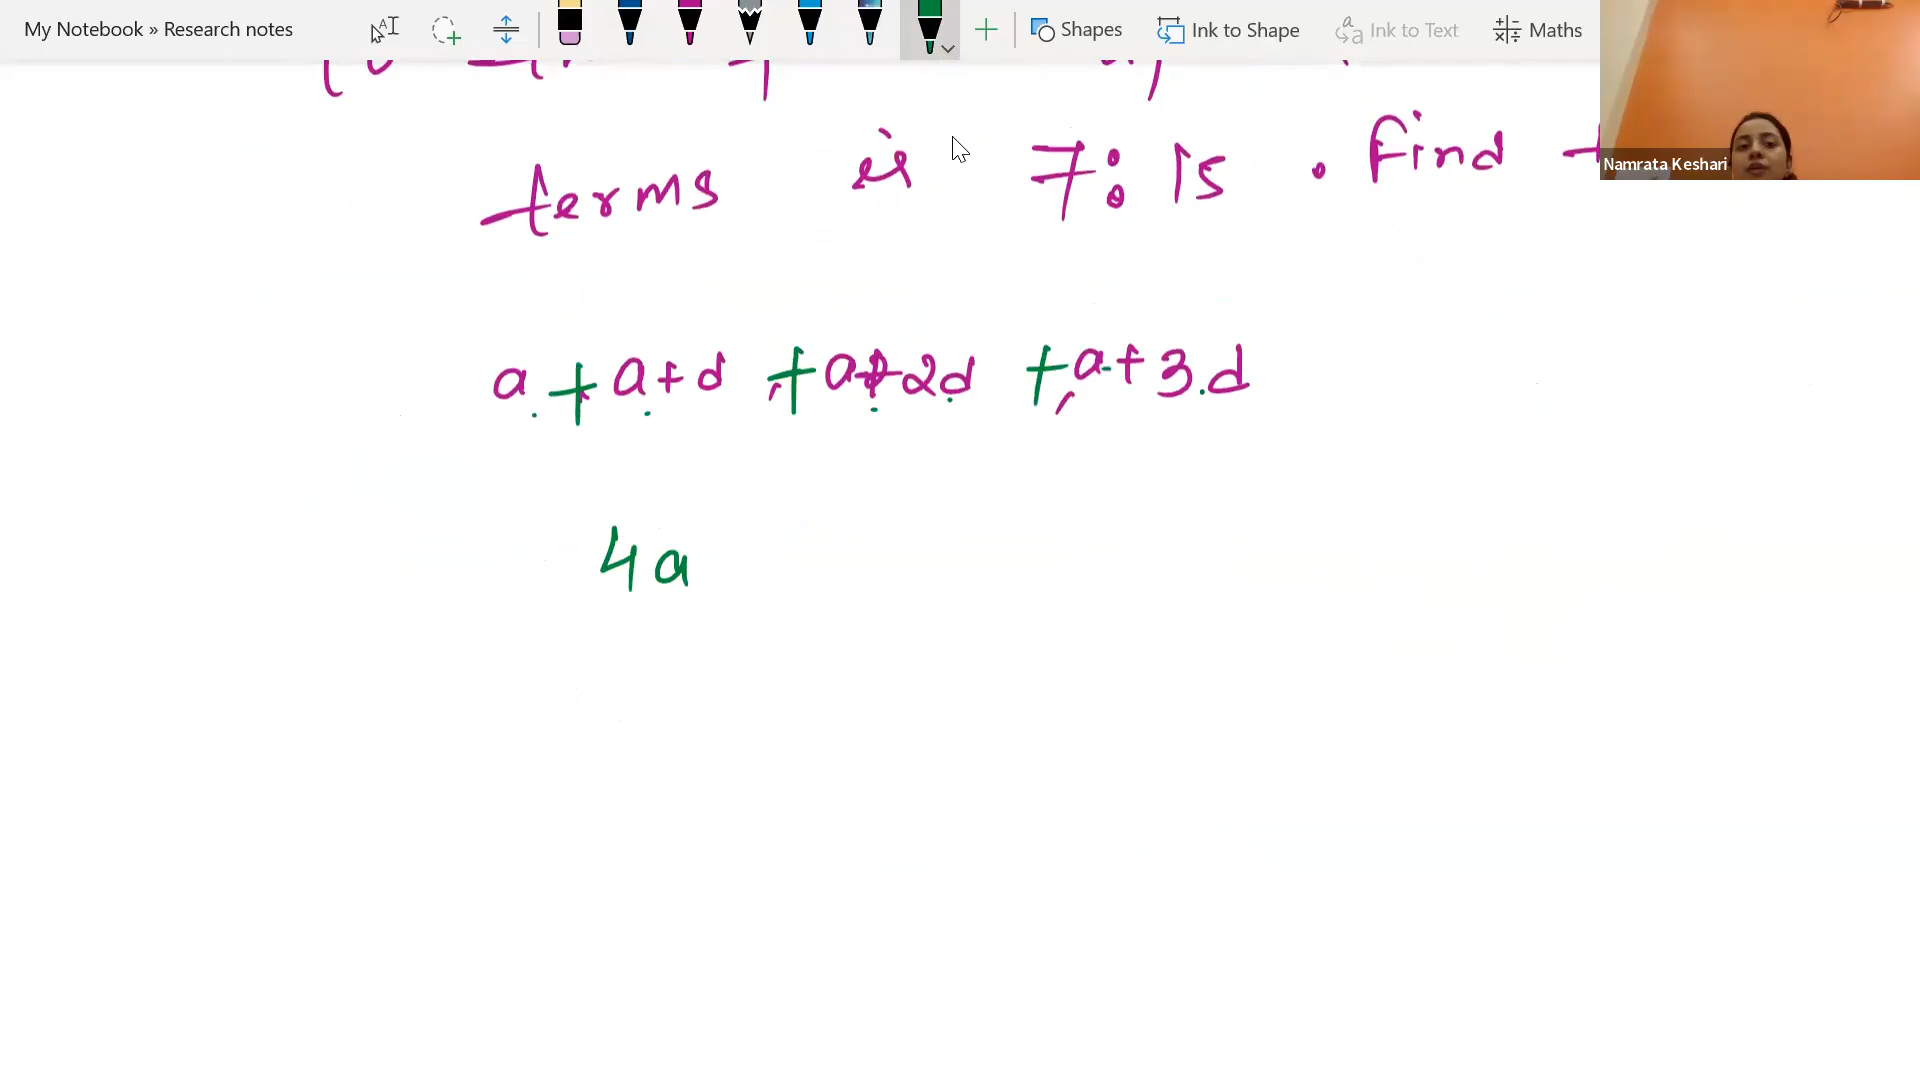 My Notebook » Research notes
Shapes
Ink to Shape
Ink to Text
Maths
Namrata Keshari
terms is 7:15 . Find
a + a+d , + a+2d + , a+3.d
4a